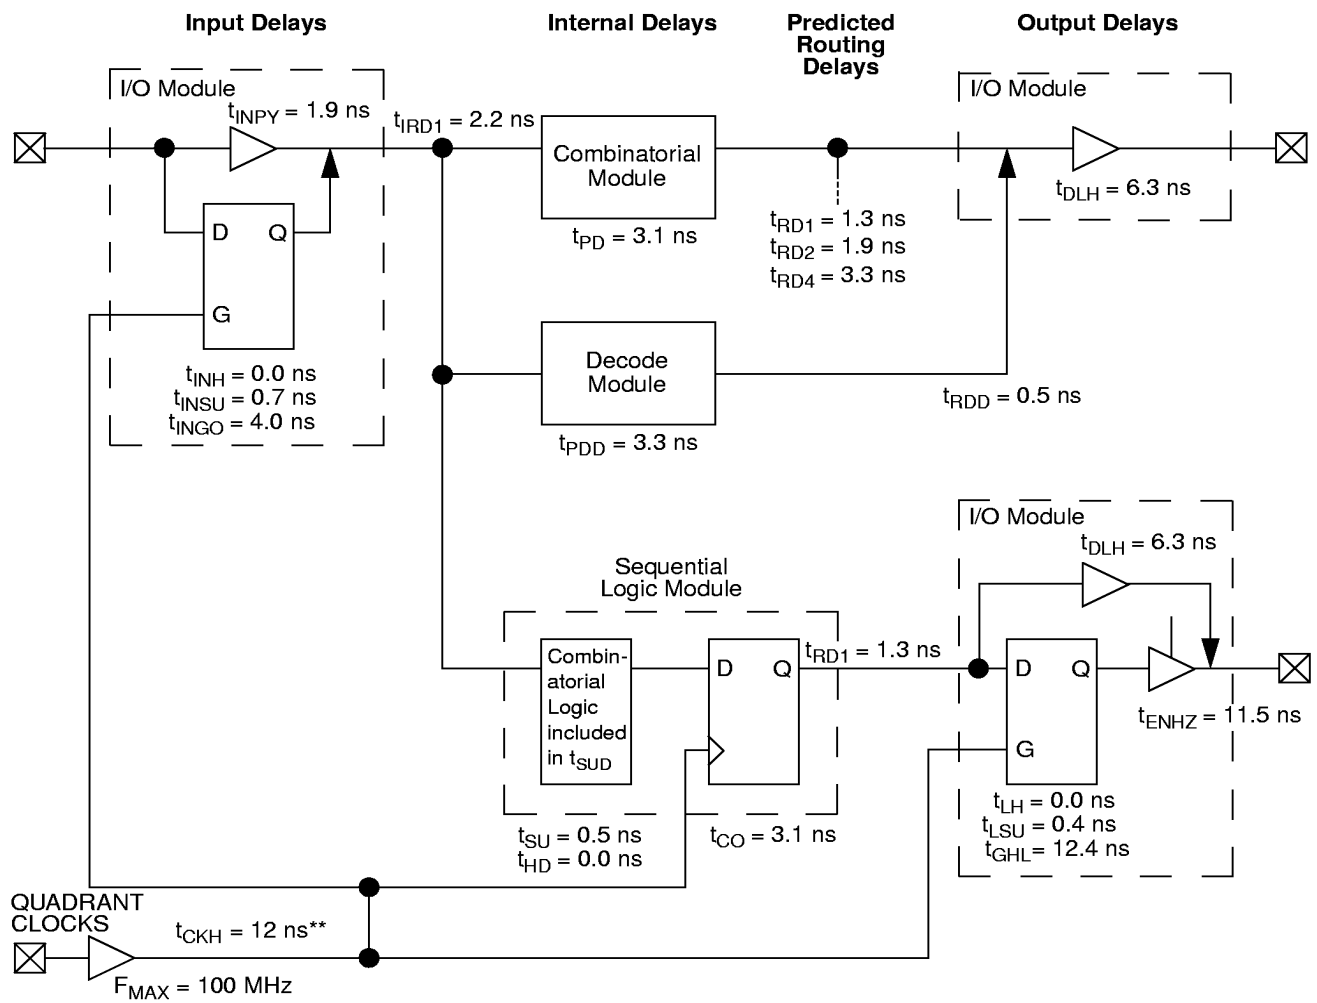 Input Delays
Internal Delays
Predicted
Routing
Delays
Output Delays
I/O Module
tINPY = 1.9 ns
D Q
G
tINH = 0.0 ns
tINSU = 0.7 ns
tINGO = 4.0 ns
tIRD1 = 2.2 ns
Combinatorial
Module
tPD = 3.1 ns
tRD1 = 1.3 ns
tRD2 = 1.9 ns
tRD4 = 3.3 ns
I/O Module
tDLH = 6.3 ns
Decode
Module
tPDD = 3.3 ns
tRDD = 0.5 ns
Sequential
Logic Module
Combin-
atorial
Logic
included
in tSUD
D Q
tSU = 0.5 ns
tHD = 0.0 ns
tCO = 3.1 ns
tRD1 = 1.3 ns
I/O Module
tDLH = 6.3 ns
D Q
G
tENHZ = 11.5 ns
tLH = 0.0 ns
tLSU = 0.4 ns
tGHL= 12.4 ns
QUADRANT
CLOCKS
tCKH = 12 ns**
FMAX = 100 MHz